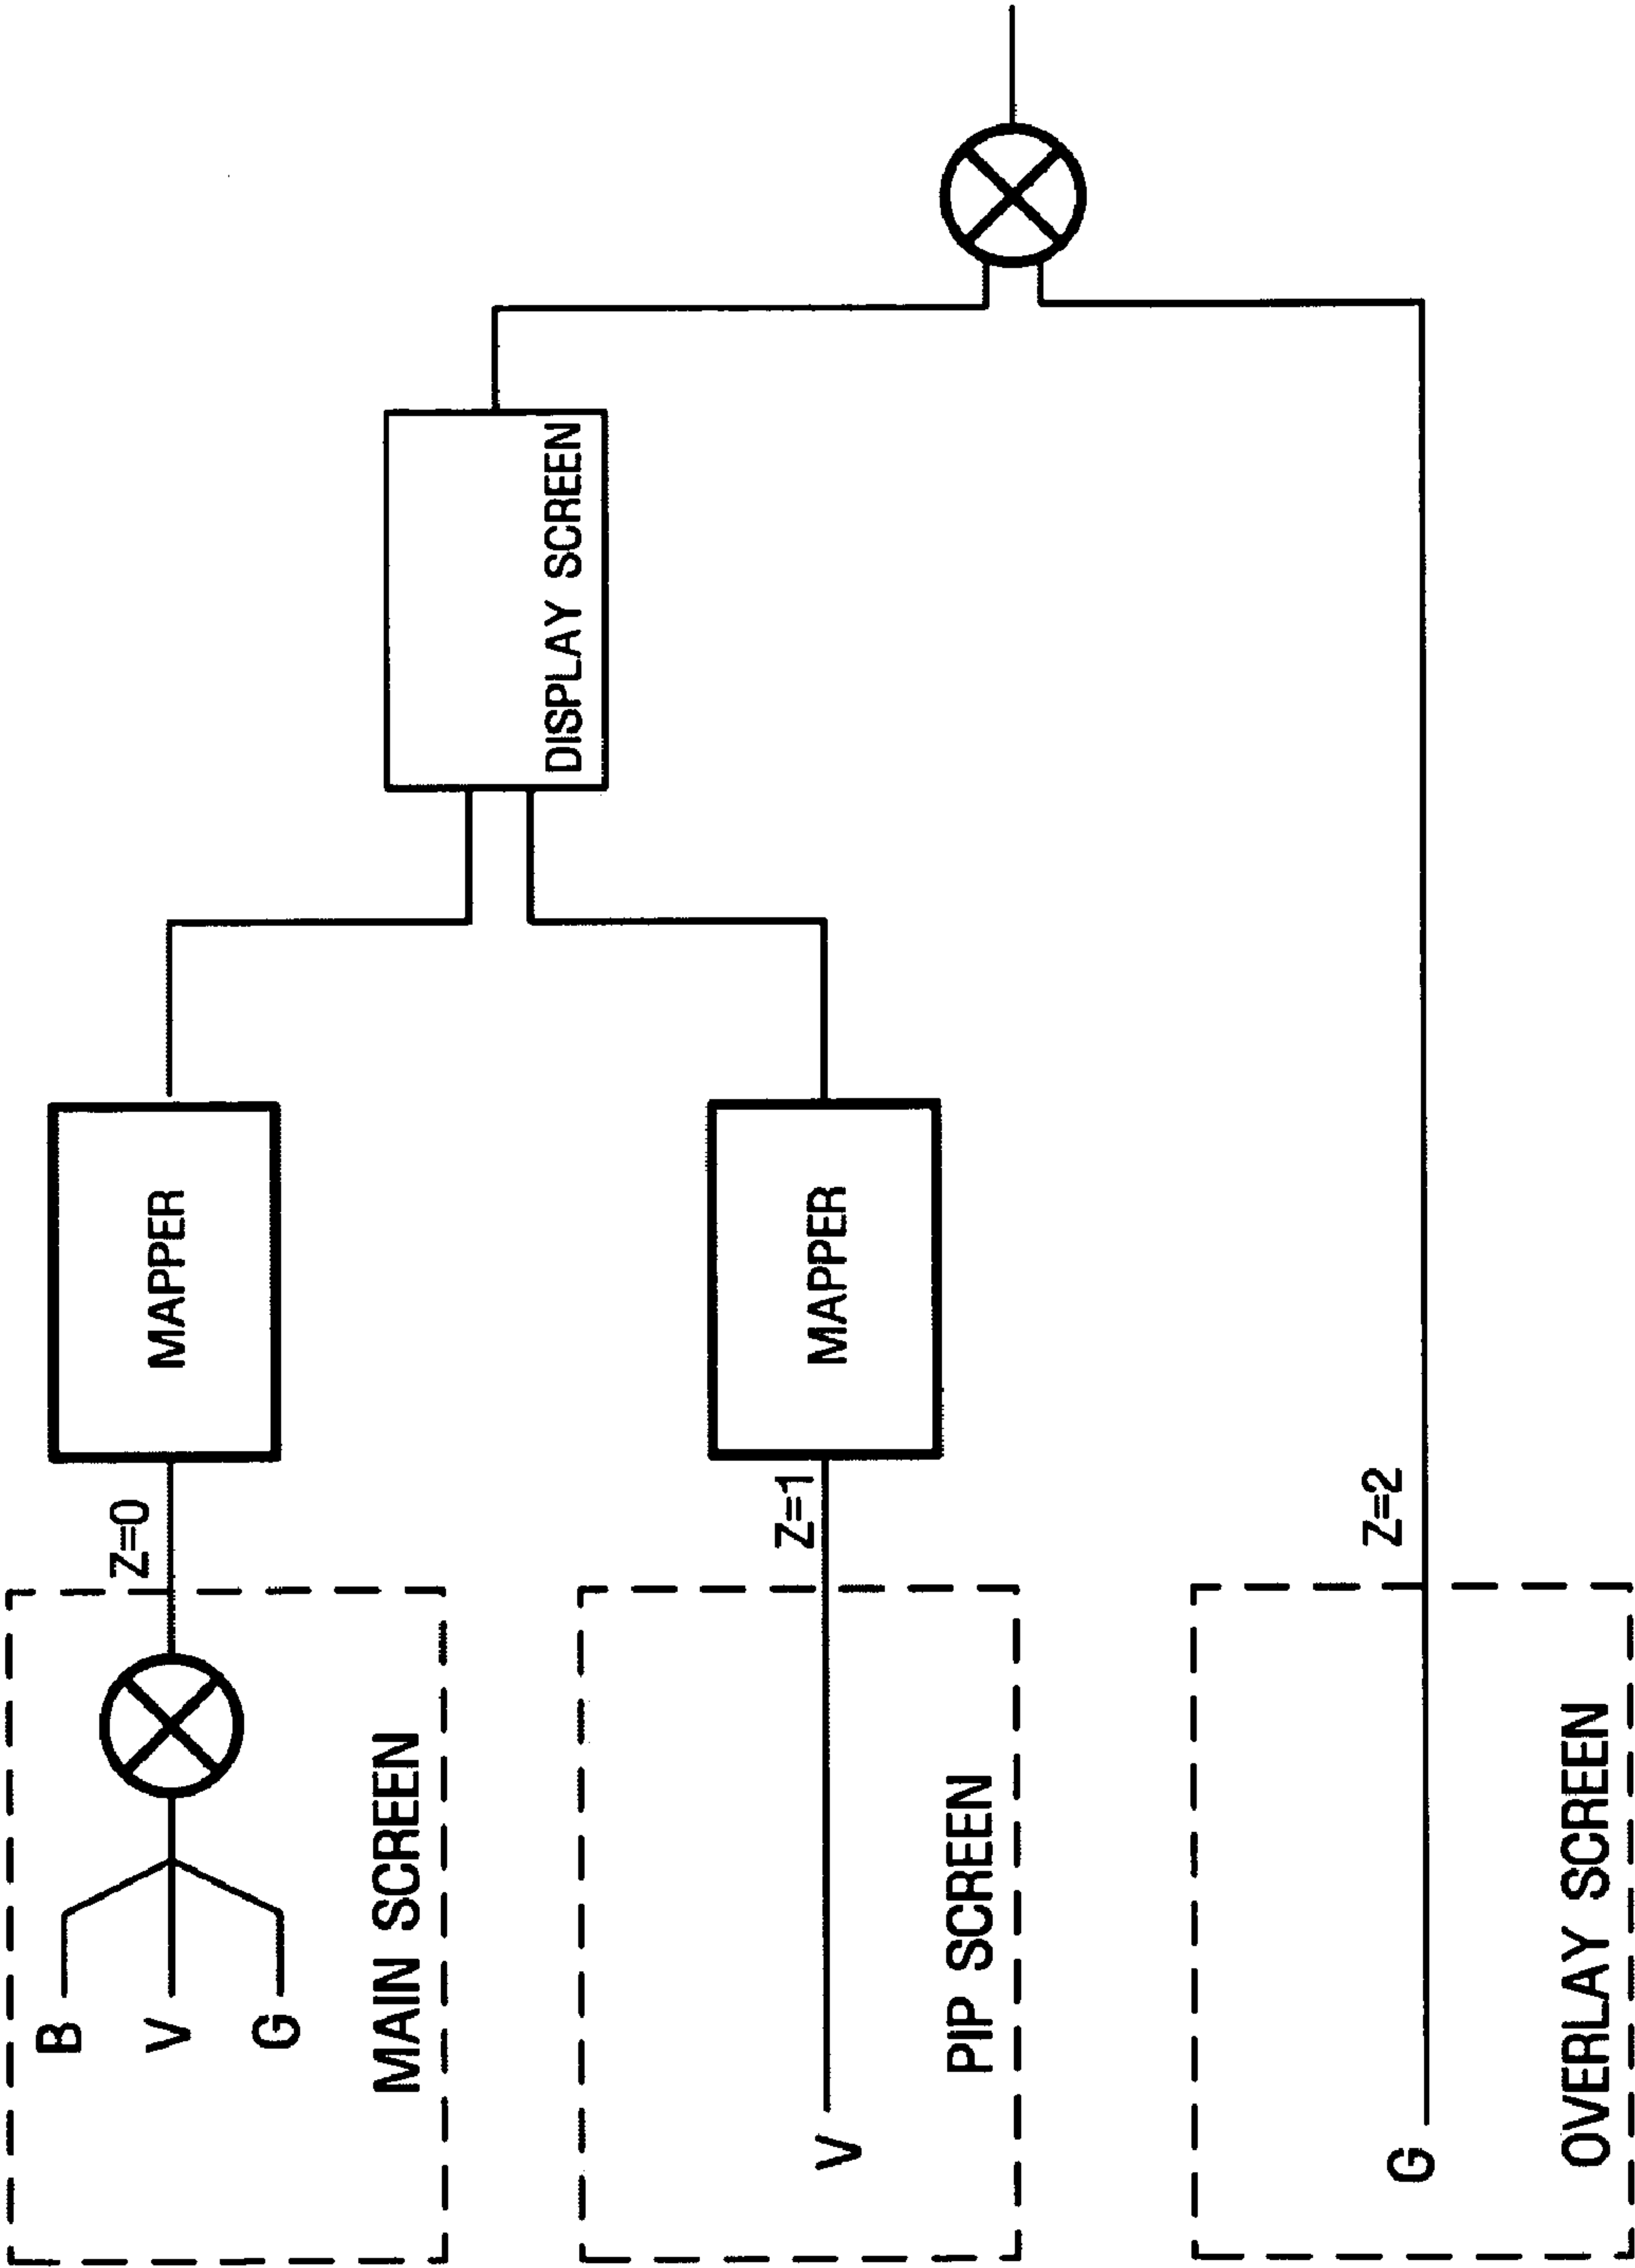 B
V
G
MAIN SCREEN
Z=0
MAPPER
V
PIP SCREEN
Z=1
MAPPER
DISPLAY SCREEN
G
OVERLAY SCREEN
Z=2